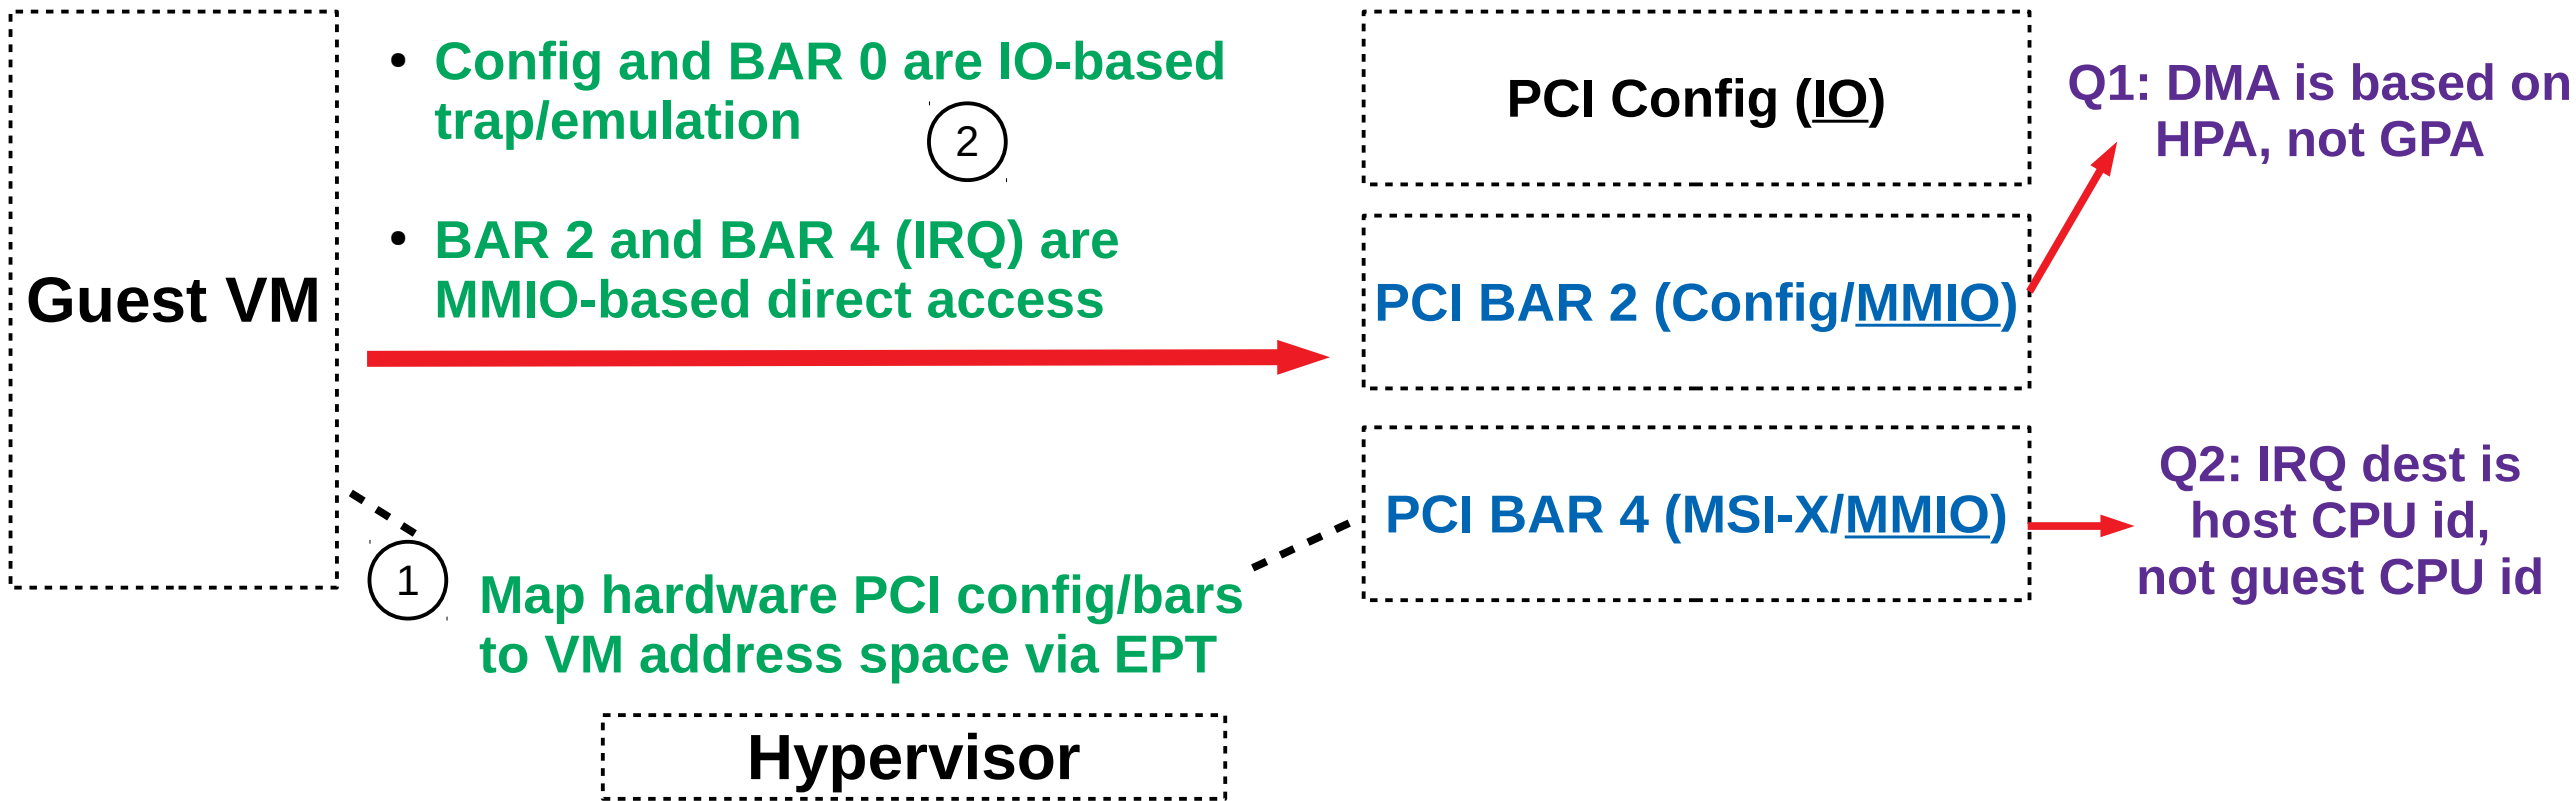 Guest VM
• Config and BAR 0 are IO-based
trap/emulation
2
• BAR 2 and BAR 4 (IRQ) are
MMIO-based direct access
1
Map hardware PCI config/bars
to VM address space via EPT
Hypervisor
PCI Config (IO)
PCI BAR 2 (Config/MMIO)
PCI BAR 4 (MSI-X/MMIO)
Q1: DMA is based on
HPA, not GPA
Q2: IRQ dest is
host CPU id,
not guest CPU id